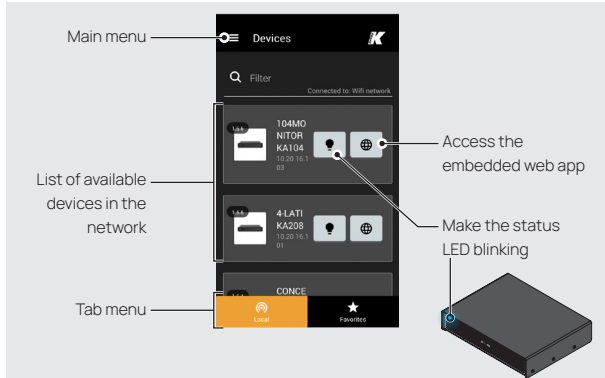 Main menu
Devices
K
Filter
Connected to: Wifi network
104MO
NITOR
KA104
10.20.16.1
03
Access the
embedded web app
List of available
devices in the
network
4-LATI
KA208
10.20.16.1
01
Make the status
LED blinking
CONCE
Tab menu
Local
Favorites